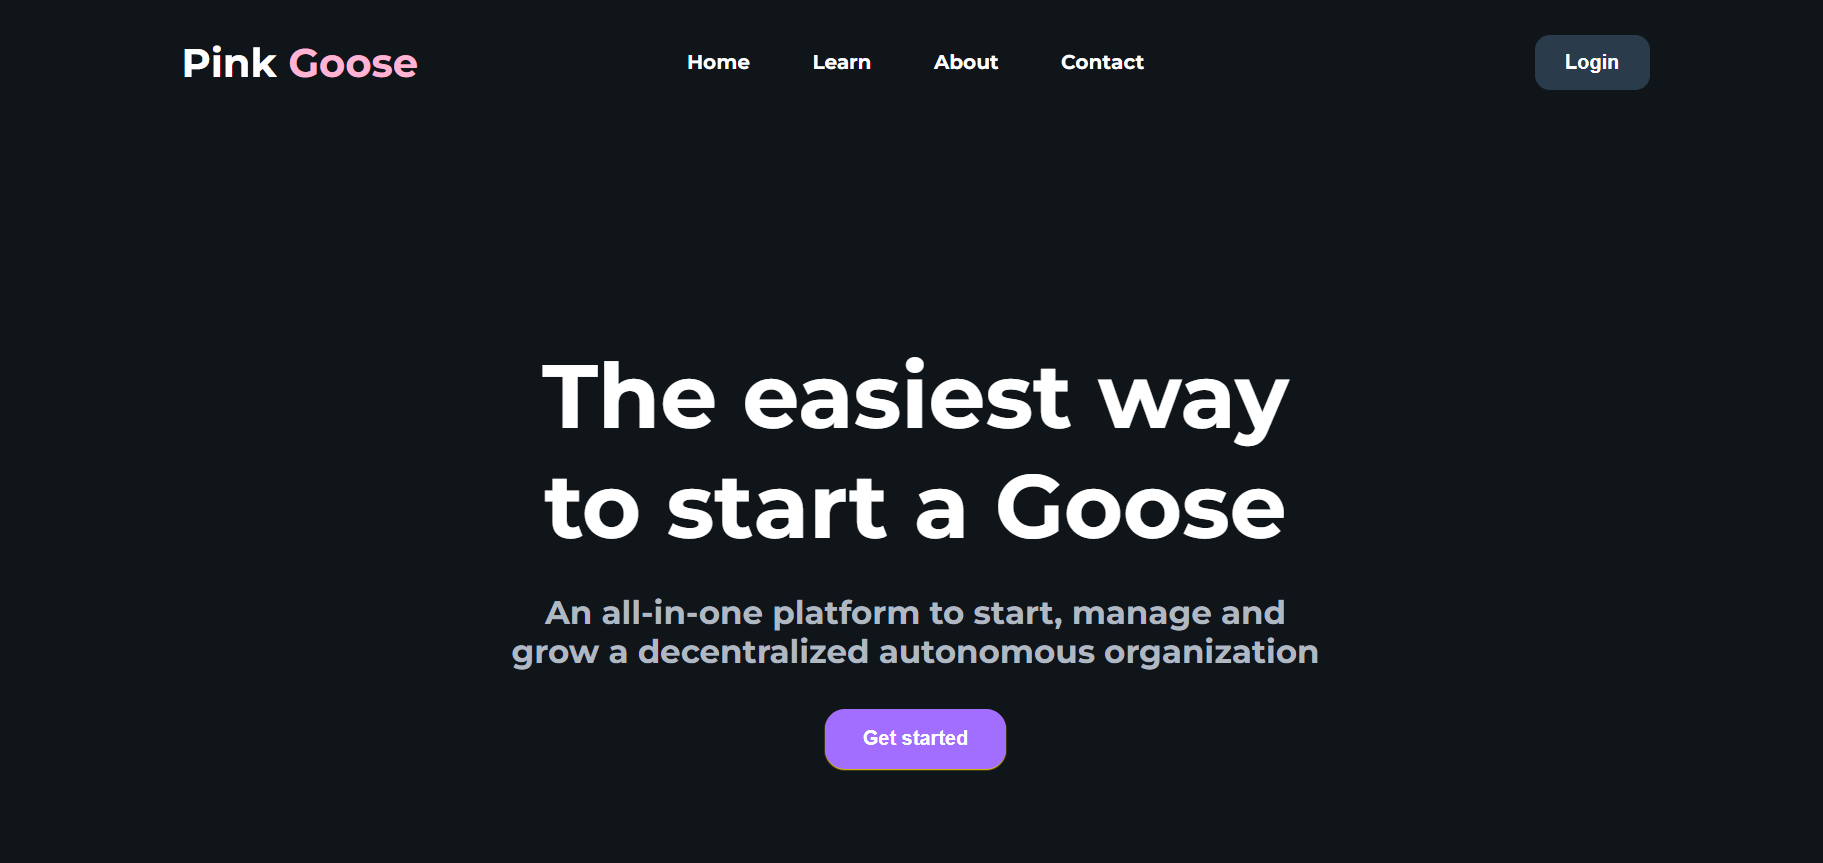 Pink Goose
Home
Learn
About
Contact
Login
The easiest way
to start a Goose
An all-in-one platform to start, manage and
grow a decentralized autonomous organization
Get started